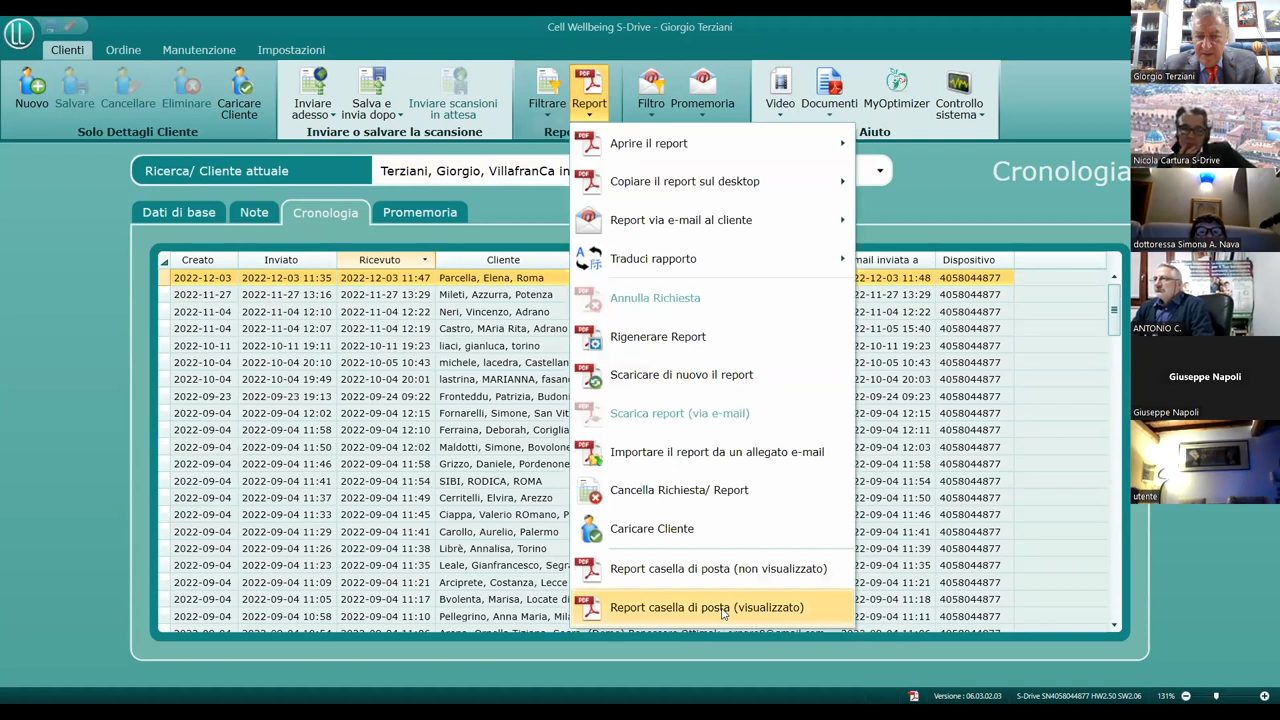 Cell Wellbeing S-Drive - Giorgio Terziani
Clienti Ordine Manutenzione Impostazioni
Nuovo Salvare Cancellare Eliminare Caricare Cliente
Solo Dettagli Cliente
Inviare adesso Salva e invia dopo Inviare scansioni in attesa
Inviare o salvare la scansione
Filtrare Report
Filtro Promemoria
Video Documenti MyOptimizer Controllo sistema
Aiuto
Ricerca/ Cliente attuale
Terziani, Giorgio, VillafranCa in
Cronologia
Dati di base Note Cronologia Promemoria
Aprire il report
Copiare il report sul desktop
Report via e-mail al cliente
Traduci rapporto
Annulla Richiesta
Rigenerare Report
Scaricare di nuovo il report
Scarica report (via e-mail)
Importare il report da un allegato e-mail
Cancella Richiesta/ Report
Caricare Cliente
Report casella di posta (non visualizzato)
Report casella di posta (visualizzato)
Creato Inviato Ricevuto Cliente mail inviata a Dispositivo
2022-12-03 2022-12-03 11:35 2022-12-03 11:47 Parcella, Elena, Roma 22-12-03 11:48 4058044877
2022-11-27 2022-11-27 13:16 2022-11-27 13:29 Mileti, Azzurra, Potenza 22-11-27 13:29 4058044877
2022-11-04 2022-11-04 12:10 2022-11-04 12:19 Neri, Vincenzo, Adrano 22-11-04 12:22 4058044877
2022-11-04 2022-11-04 12:07 2022-11-04 12:19 Castro, MAria Rita, Adrano 22-11-05 15:40 4058044877
2022-10-11 2022-10-11 19:11 2022-10-11 19:23 liaci, gianluca, torino 22-10-11 19:23 4058044877
2022-10-04 2022-10-04 20:10 2022-10-05 10:43 michele, lacedra, Castellan 22-10-05 10:43 4058044877
2022-10-04 2022-10-04 19:49 2022-10-04 20:01 lastrina, MARIANNA, fasan 22-10-04 20:03 4058044877
2022-09-23 2022-09-23 19:13 2022-09-24 09:22 Fronteddu, Patrizia, Budoni 22-09-24 09:22 4058044877
2022-09-04 2022-09-04 12:02 2022-09-04 12:11 Fornarelli, Simone, San Vit 22-09-04 12:11 4058044877
2022-09-04 2022-09-04 11:58 2022-09-04 12:10 Ferraina, Deborah, Corigli 22-09-04 12:10 4058044877
2022-09-04 2022-09-04 11:52 2022-09-04 12:02 Maldotti, Simone, Bovolone 22-09-04 12:03 4058044877
2022-09-04 2022-09-04 11:46 2022-09-04 11:58 Grizzo, Daniele, Pordenone 22-09-04 11:58 4058044877
2022-09-04 2022-09-04 11:41 2022-09-04 11:54 SIBI, RODICA, ROMA 22-09-04 11:54 4058044877
2022-09-04 2022-09-04 11:37 2022-09-04 11:50 Cerritelli, Elvira, Arezzo 22-09-04 11:50 4058044877
2022-09-04 2022-09-04 11:33 2022-09-04 11:45 Ciappa, Valerio ROmano, P 22-09-04 11:47 4058044877
2022-09-04 2022-09-04 11:29 2022-09-04 11:41 Carollo, Aurelio, Palermo 22-09-04 11:41 4058044877
2022-09-04 2022-09-04 11:26 2022-09-04 11:38 Librè, Annalisa, Torino 22-09-04 11:38 4058044877
2022-09-04 2022-09-04 11:23 2022-09-04 11:35 Leale, Gianfrancesco, Segra 22-09-04 11:35 4058044877
2022-09-04 2022-09-04 11:09 2022-09-04 11:21 Arciprete, Costanza, Lecce 22-09-04 11:21 4058044877
2022-09-04 2022-09-04 11:06 2022-09-04 11:18 Bvolenta, Marisa, Locate di 22-09-04 11:18 4058044877
2022-09-04 2022-09-04 10:59 2022-09-04 11:11 Pellegrino, Anna Maria, Se 22-09-04 11:11 4058044877
Giorgio Terziani
Nicola Cartura S-Drive
dottoressa Simona A. Nava
ANTONIO C.
Giuseppe Napoli
Giuseppe Napoli
utente
Versione : 06.03.02.03 S-Drive SN4058044877 HW2.50 SW2.06 131%